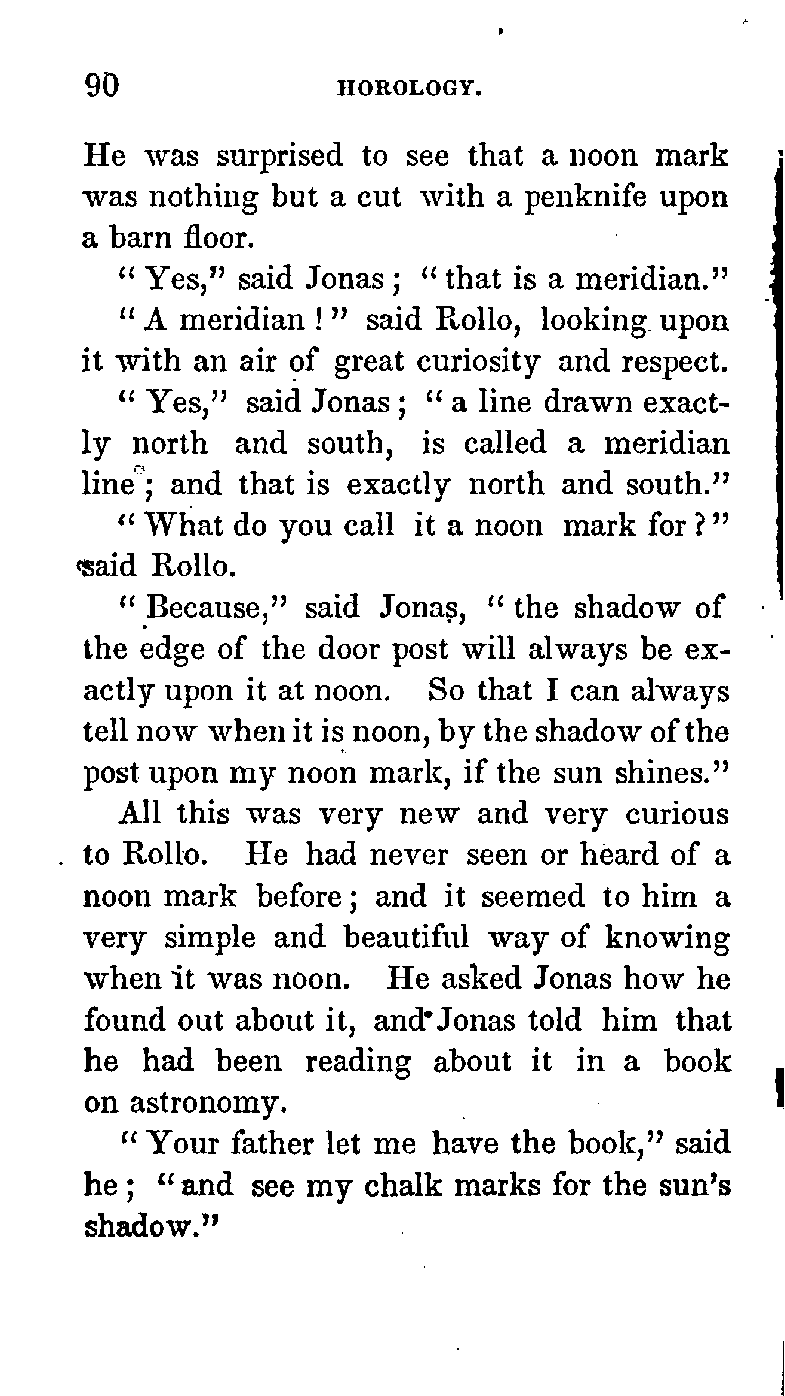 90 HOROLOGY.
He was surprised to see that a noon mark
was nothing but a cut with a penknife upon
a barn floor.
“ Yes,” said Jonas ; “ that is a meridian.”
“ A meridian ! ” said Rollo, looking upon
it with an air of great curiosity and respect.
“ Yes,” said Jonas ; “ a line drawn exact-
ly north and south, is called a meridian
line ; and that is exactly north and south.”
“ What do you call it a noon mark for ? ”
said Rollo.
“ Because,” said Jonas, “ the shadow of
the edge of the door post will always be ex-
actly upon it at noon. So that I can always
tell now when it is noon, by the shadow of the
post upon my noon mark, if the sun shines.”
All this was very new and very curious
to Rollo. He had never seen or heard of a
noon mark before ; and it seemed to him a
very simple and beautiful way of knowing
when it was noon. He asked Jonas how he
found out about it, and Jonas told him that
he had been reading about it in a book
on astronomy.
“ Your father let me have the book,” said
he ; “ and see my chalk marks for the sun’s
shadow.”